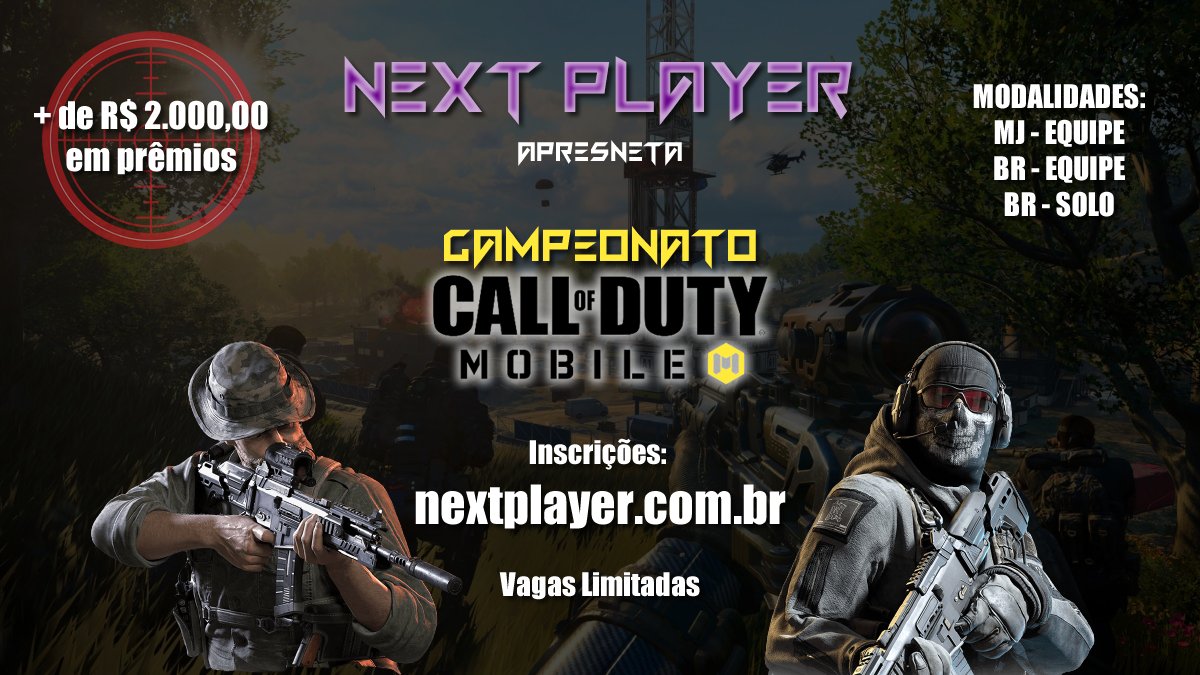 + de R$ 2.000,00
em prêmios
NEXT PLAYER
APRESNETA
MODALIDADES:
MJ - EQUIPE
BR - EQUIPE
BR - SOLO
CAMPEONATO
CALL OF DUTY
MOBILE
Inscrições:
nextplayer.com.br
Vagas Limitadas